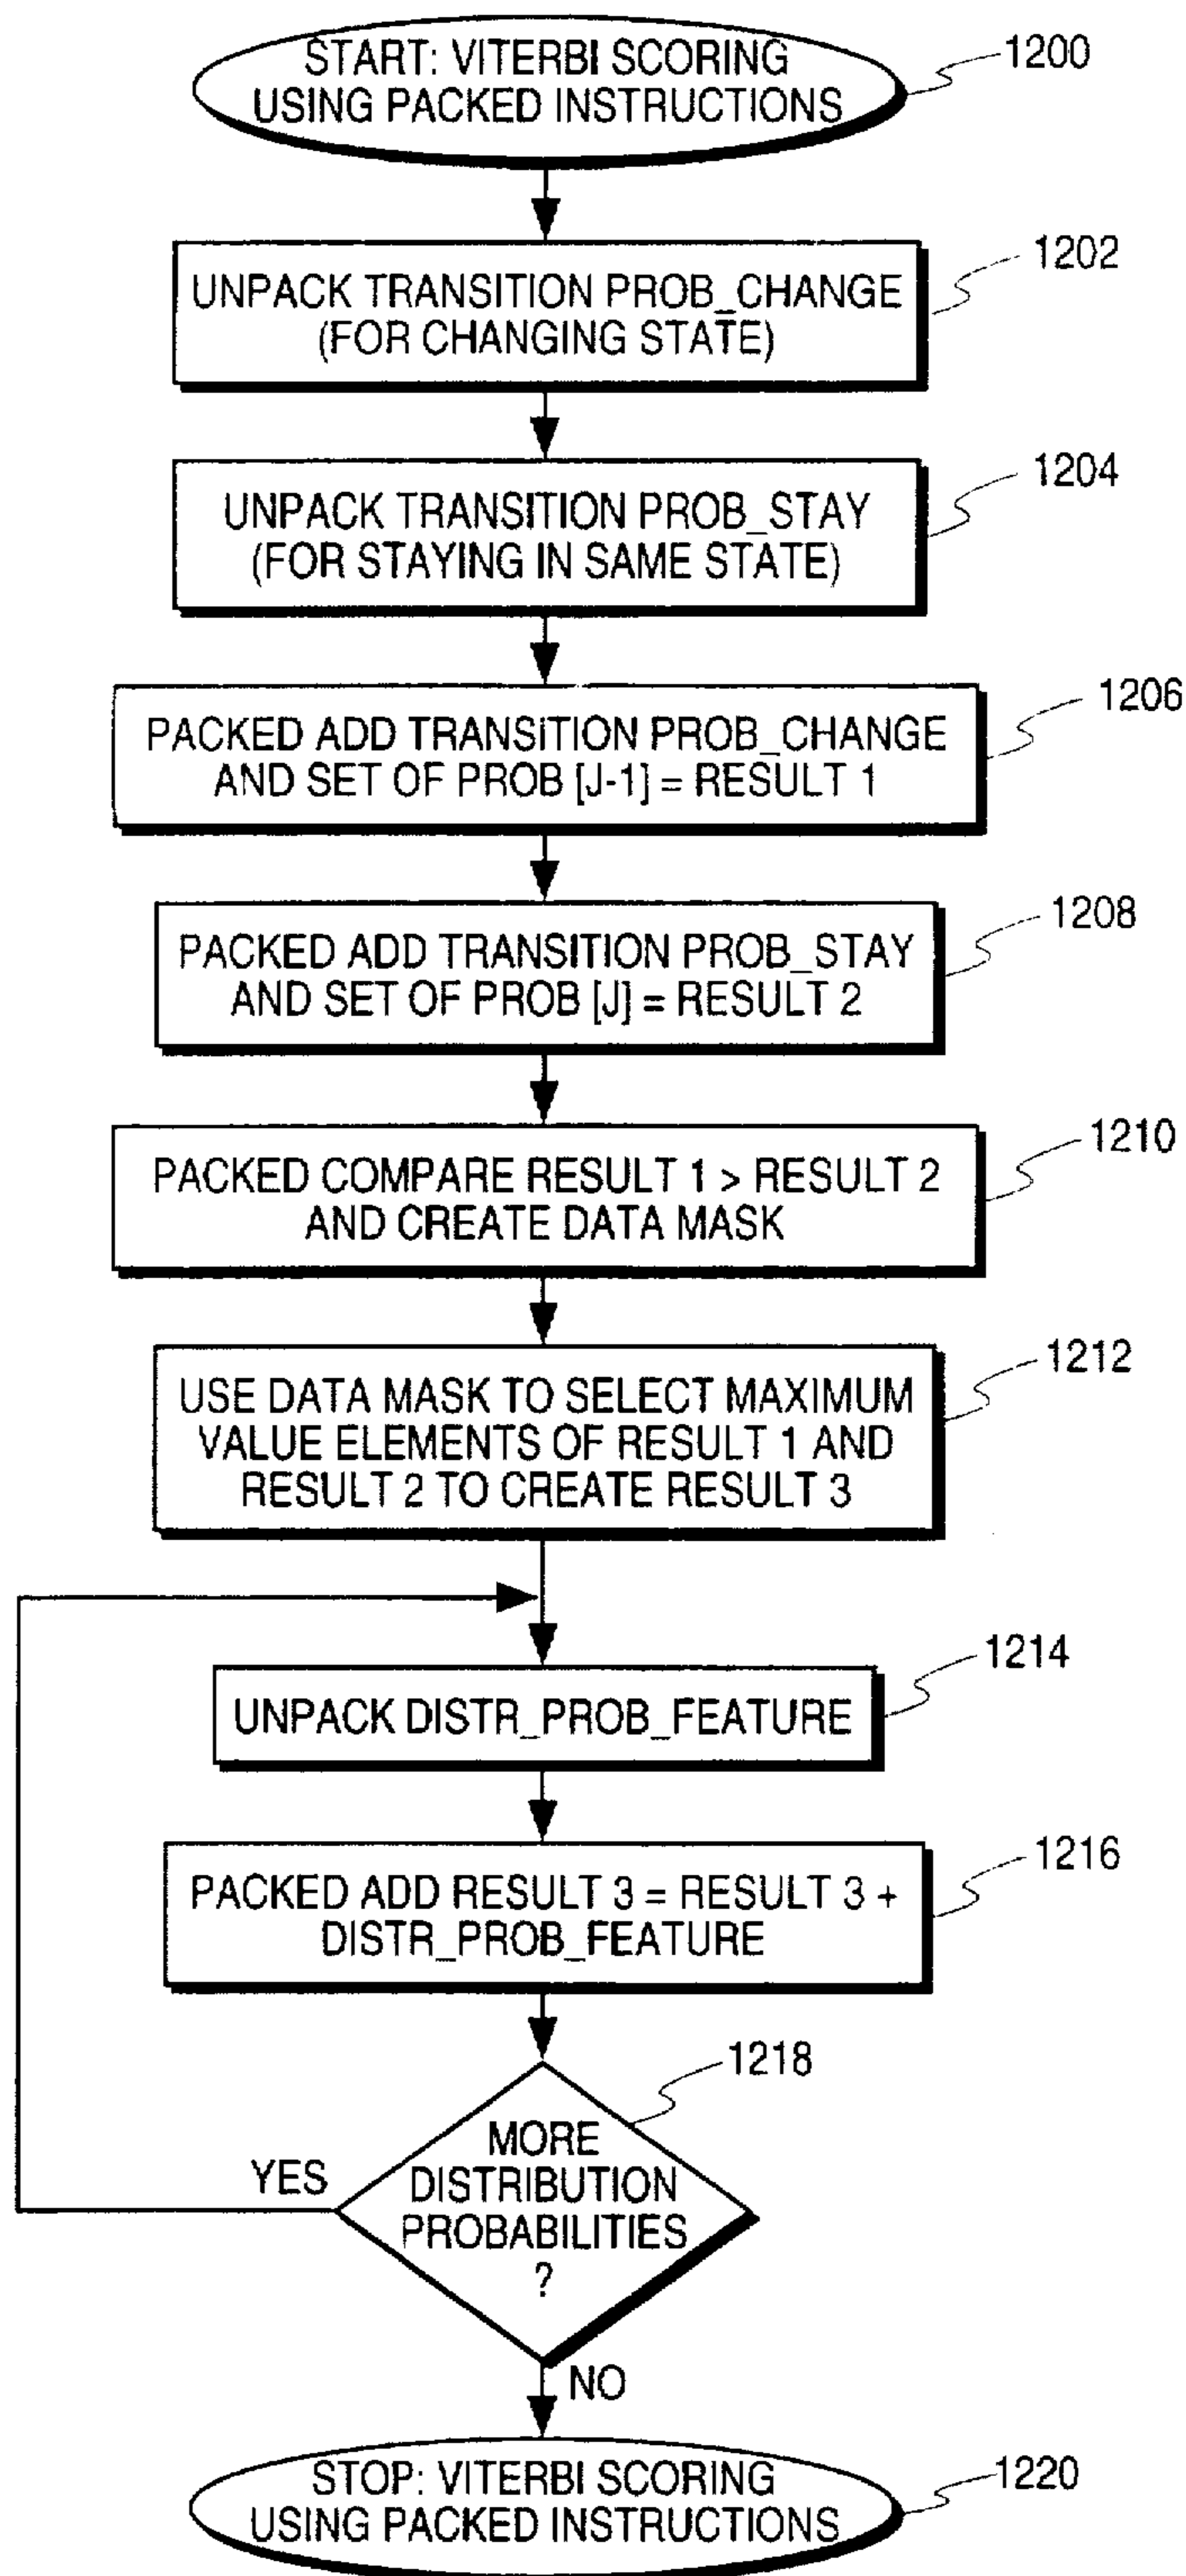 START: VITERBI SCORING
USING PACKED INSTRUCTIONS
1200
UNPACK TRANSITION PROB_CHANGE
(FOR CHANGING STATE)
1202
UNPACK TRANSITION PROB_STAY
(FOR STAYING IN SAME STATE)
1204
PACKED ADD TRANSITION PROB_CHANGE
AND SET OF PROB [J-1] = RESULT 1
1206
PACKED ADD TRANSITION PROB_STAY
AND SET OF PROB [J] = RESULT 2
1208
PACKED COMPARE RESULT 1 > RESULT 2
AND CREATE DATA MASK
1210
USE DATA MASK TO SELECT MAXIMUM
VALUE ELEMENTS OF RESULT 1 AND
RESULT 2 TO CREATE RESULT 3
1212
UNPACK DISTR_PROB_FEATURE
1214
PACKED ADD RESULT 3 = RESULT 3 +
DISTR_PROB_FEATURE
1216
MORE
DISTRIBUTION
PROBABILITIES
?
1218
YES
NO
STOP: VITERBI SCORING
USING PACKED INSTRUCTIONS
1220